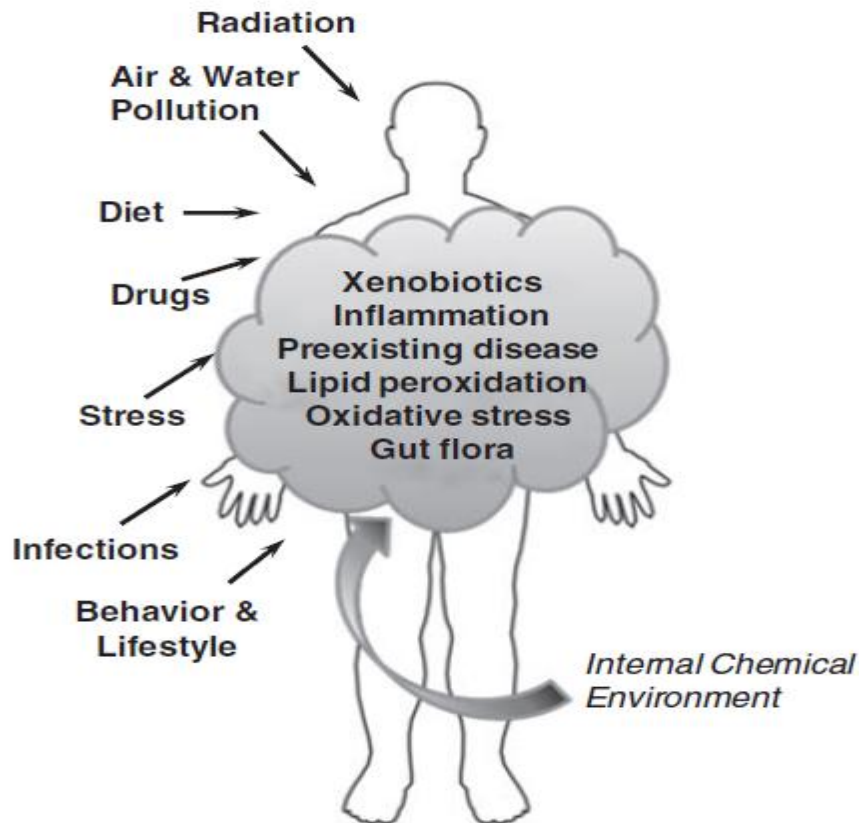 Radiation
Air & Water
Pollution
Diet
Drugs
Stress
Infections
Behavior &
Lifestyle
Xenobiotics
Inflammation
Preexisting disease
Lipid peroxidation
Oxidative stress
Gut flora
Internal Chemical
Environment